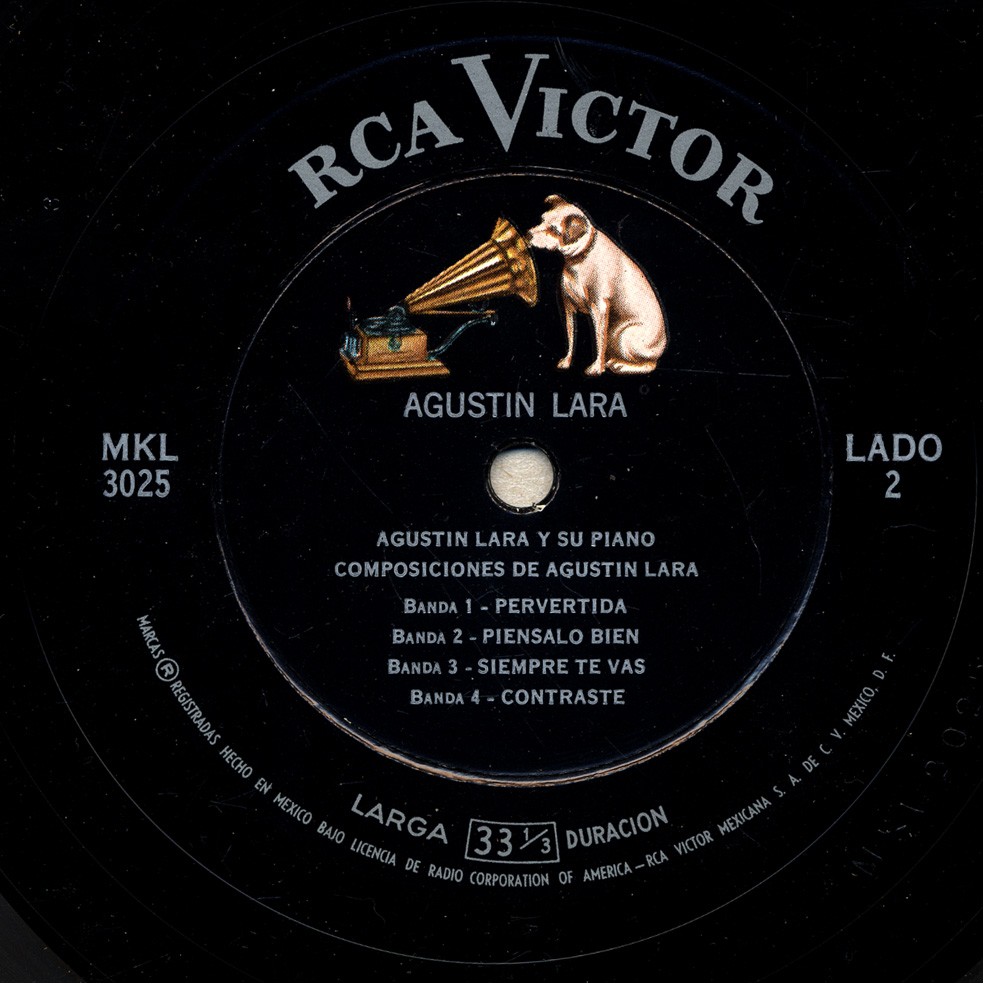 RCA VICTOR
AGUSTIN LARA
MKL
3025
LADO
2
AGUSTIN LARA Y SU PIANO
COMPOSICIONES DE AGUSTIN LARA
BANDA 1 - PERVERTIDA
BANDA 2 - PIENSALO BIEN
BANDA 3 - SIEMPRE TE VAS
BANDA 4 - CONTRASTE
LARGA 33 1/3 DURACION
MARCAS ® REGISTRADAS HECHO EN MEXICO BAJO LICENCIA DE RADIO CORPORATION OF AMERICA—RCA VICTOR MEXICANA S. A. DE C V. MEXICO, D. F.